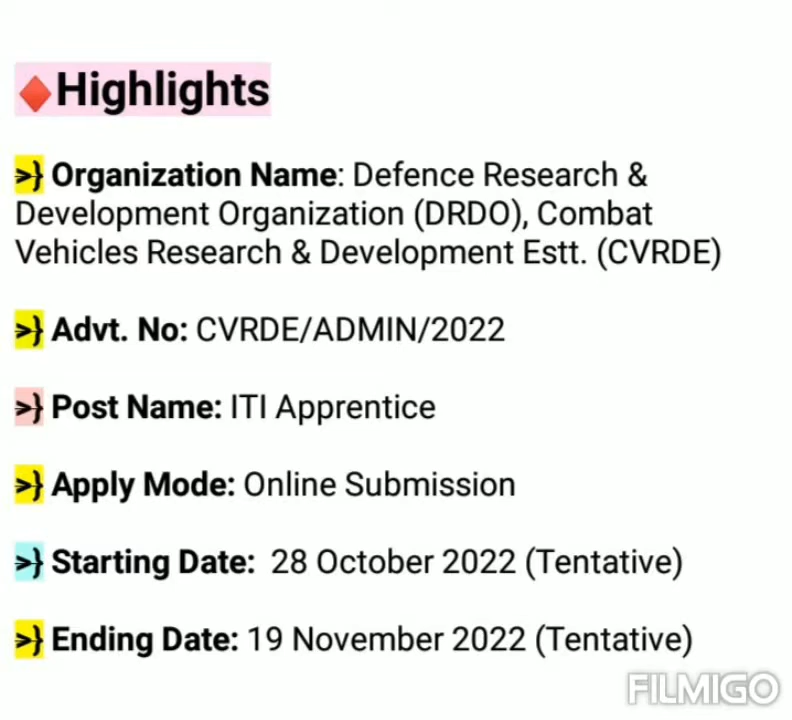 ♦️Highlights
⪢} Organization Name: Defence Research &
Development Organization (DRDO), Combat
Vehicles Research & Development Estt. (CVRDE)
⪢} Advt. No: CVRDE/ADMIN/2022
⪢} Post Name: ITI Apprentice
⪢} Apply Mode: Online Submission
⪢} Starting Date: 28 October 2022 (Tentative)
⪢} Ending Date: 19 November 2022 (Tentative)
FILMIGO